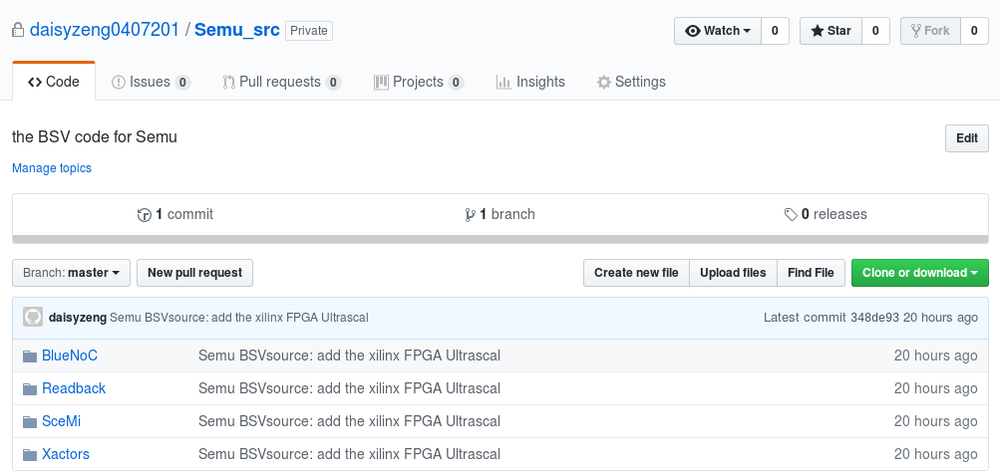 daisyzeng0407201 / Semu_src Private Watch 0 Star 0 Fork 0
Code Issues 0 Pull requests 0 Projects 0 Insights Settings
the BSV code for Semu Edit
Manage topics
1 commit 1 branch 0 releases
Branch: master New pull request Create new file Upload files Find File Clone or download
daisyzeng Semu BSVsource: add the xilinx FPGA Ultrascal Latest commit 348de93 20 hours ago
BlueNoC Semu BSVsource: add the xilinx FPGA Ultrascal 20 hours ago
Readback Semu BSVsource: add the xilinx FPGA Ultrascal 20 hours ago
SceMi Semu BSVsource: add the xilinx FPGA Ultrascal 20 hours ago
Xactors Semu BSVsource: add the xilinx FPGA Ultrascal 20 hours ago